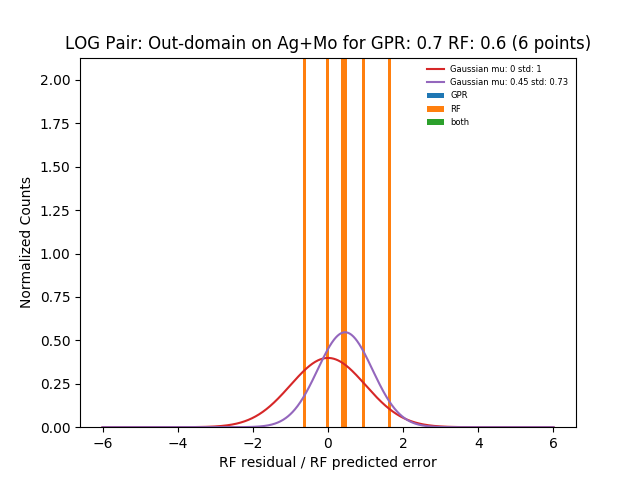 LOG Pair: Out-domain on Ag+Mo for GPR: 0.7 RF: 0.6 (6 points)
Gaussian mu: 0 std: 1
Gaussian mu: 0.45 std: 0.73
GPR
RF
both
Normalized Counts
2.00
1.75
1.50
1.25
1.00
0.75
0.50
0.25
0.00
−6 −4 −2 0 2 4 6
RF residual / RF predicted error